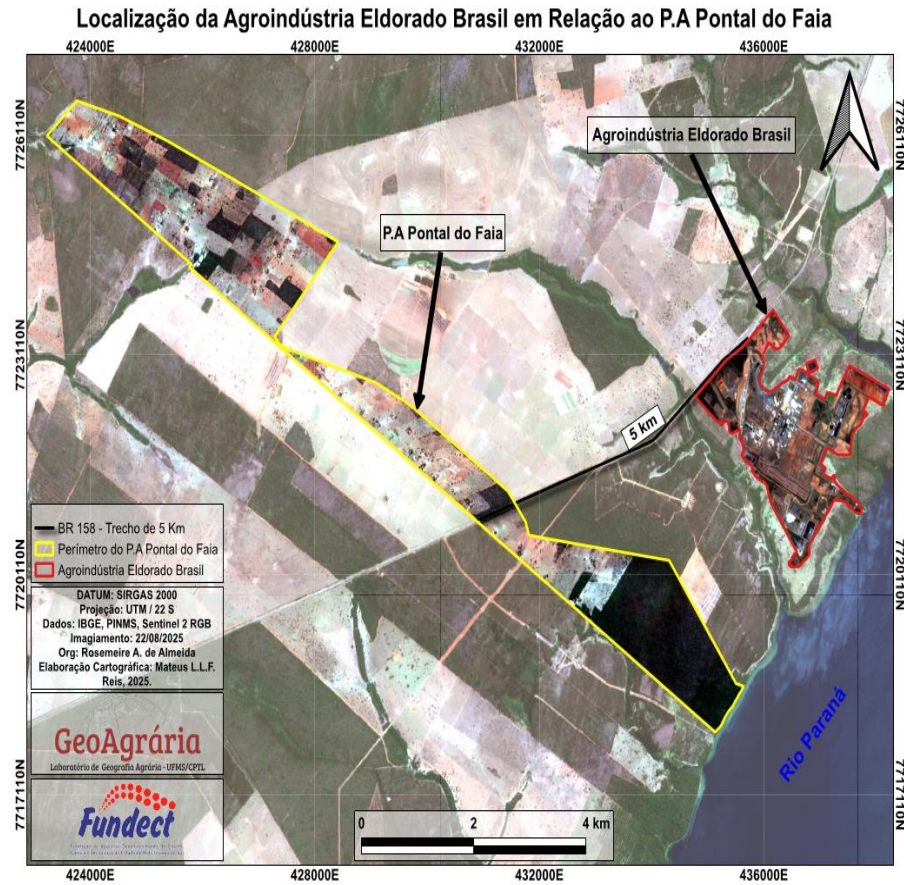 Localização da Agroindústria Eldorado Brasil em Relação ao P.A Pontal do Faia
424000E 428000E 432000E 436000E
7726110N
7726110N
Agroindústria Eldorado Brasil
P.A Pontal do Faia
7723110N
7723110N
5 km
BR 158 - Trecho de 5 Km
Perímetro do P.A Pontal do Faia
Agroindústria Eldorado Brasil
7720110N
7720110N
DATUM: SIRGAS 2000
Projeção: UTM / 22 S
Dados: IBGE, PINMS, Sentinel 2 RGB
Imagiamento: 22/08/2025
Org: Rosemeire A. de Almeida
Elaboração Cartográfica: Mateus L.L.F.
Reis, 2025.
GeoAgrária
Laboratório de Geografia Agrária - UFMS/CPTL
Rio Paraná
7717110N
7717110N
Fundect
0 2 4 km
424000E 428000E 432000E 436000E